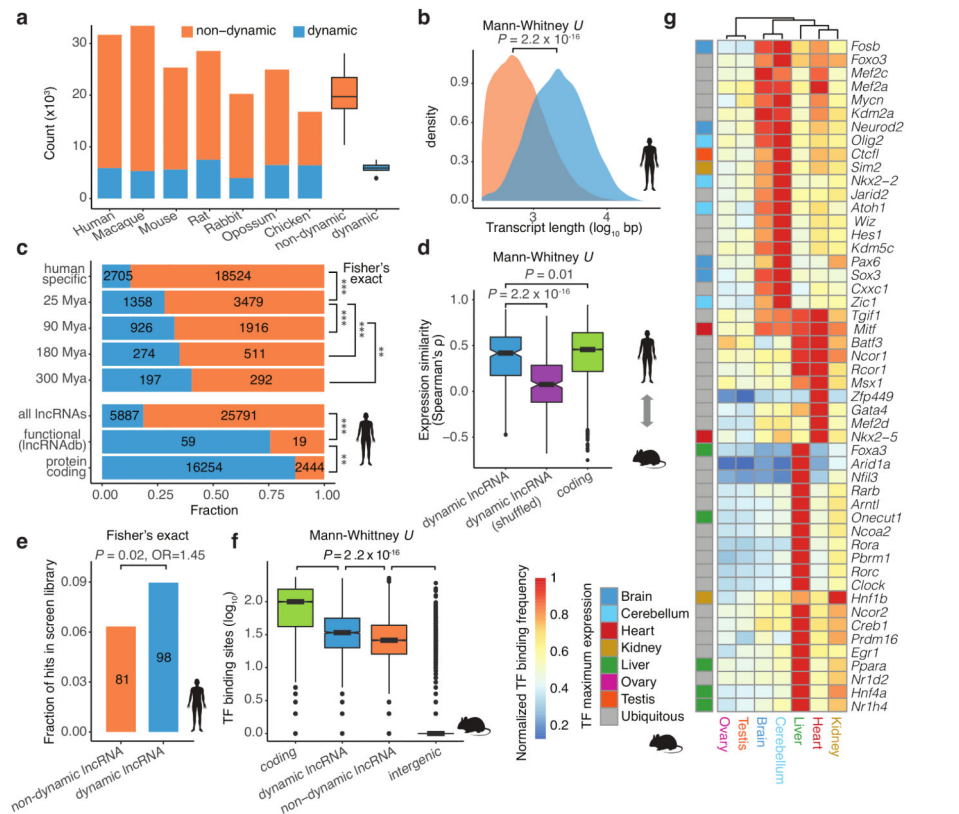 a
non−dynamic
dynamic
Count (x10³)
30
20
10
0
Human
Macaque
Mouse
Rat
Rabbit
Opossum
Chicken
non-dynamic
dynamic
b
Mann-Whitney U
P = 2.2 x 10⁻¹⁶
density
0.9
0.6
0.3
0.0
3
4
Transcript length (log₁₀ bp)
c
Fisher's
exact
human
specific
2705
18524
25 Mya
1358
3479
90 Mya
926
1916
180 Mya
274
511
300 Mya
197
292
***
***
***
**
all lncRNAs
5887
25791
functional
(lncRNAdb)
59
19
protein
coding
16254
2444
***
**
0.00
0.25
0.50
0.75
1.00
Fraction
d
Mann-Whitney U
P = 0.01
P = 2.2 x 10⁻¹⁶
Expression similarity
(Spearman's ρ)
1.0
0.5
0.0
−0.5
dynamic lncRNA
dynamic lncRNA
(shuffled)
coding
e
Fisher's exact
P = 0.02, OR=1.45
Fraction of hits in screen library
0.09
0.06
0.03
0.00
81
98
non-dynamic lncRNA
dynamic lncRNA
f
Mann-Whitney U
P = 2.2 x 10⁻¹⁶
TF binding sites (log₁₀)
2.0
1.5
1.0
0.5
0.0
coding
dynamic lncRNA
non−dynamic lncRNA
intergenic
g
Fosb
Foxo3
Mef2c
Mef2a
Mycn
Kdm2a
Neurod2
Olig2
Ctcfl
Sim2
Nkx2−2
Jarid2
Atoh1
Wiz
Hes1
Kdm5c
Pax6
Sox3
Cxxc1
Zic1
Tgif1
Mitf
Batf3
Ncor1
Rcor1
Msx1
Zfp449
Gata4
Mef2d
Nkx2−5
Foxa3
Arid1a
Nfil3
Rarb
Arntl
Onecut1
Ncoa2
Rora
Pbrm1
Rorc
Clock
Hnf1b
Ncor2
Creb1
Prdm16
Egr1
Ppara
Nr1d2
Hnf4a
Nr1h4
Ovary
Testis
Brain
Cerebellum
Liver
Heart
Kidney
Normalized TF binding frequency
1
0.8
0.6
0.4
0.2
TF maximum expression
Brain
Cerebellum
Heart
Kidney
Liver
Ovary
Testis
Ubiquitous